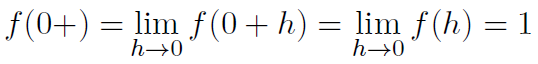 f(0+) = lim_{h→0} f(0 + h) = lim_{h→0} f(h) = 1